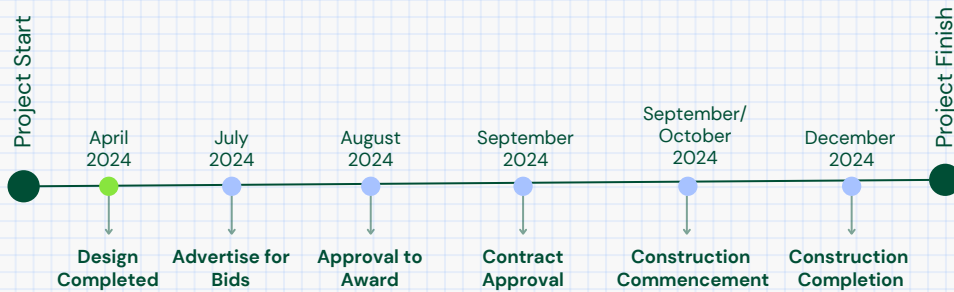 Project Start
April
2024
Design
Completed
July
2024
Advertise for
Bids
August
2024
Approval to
Award
September
2024
Contract
Approval
September/
October
2024
Construction
Commencement
December
2024
Construction
Completion
Project Finish